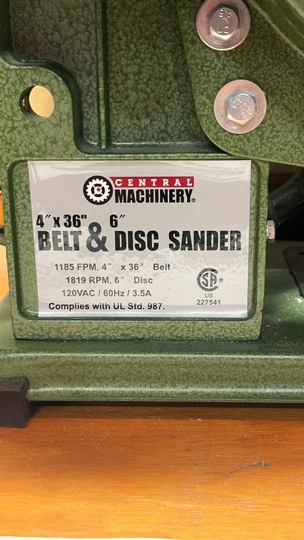 CENTRAL
MACHINERY®
4" x 36" 6"
BELT & DISC SANDER
1185 FPM, 4" x 36" Belt
1819 RPM, 6" Disc
120VAC / 60Hz / 3.5A
Complies with UL Std. 987.
SA
US
227541